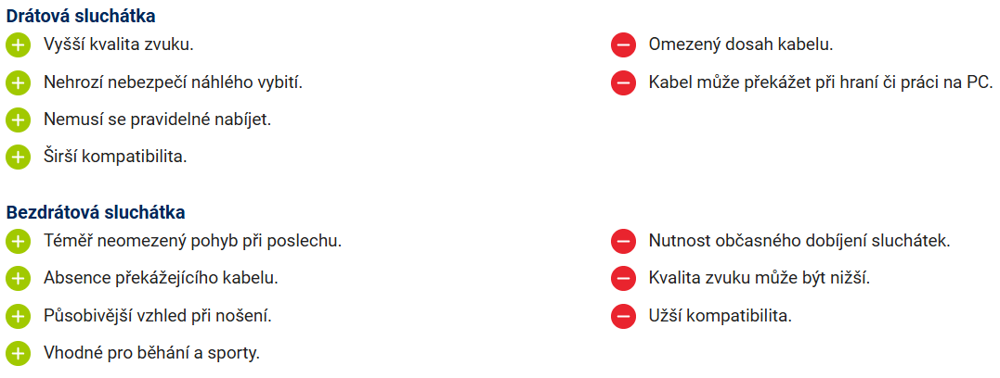 Drátová sluchátka
Vyšší kvalita zvuku.
Omezený dosah kabelu.
Nehrozí nebezpečí náhlého vybití.
Kabel může překážet při hraní či práci na PC.
Nemusí se pravidelné nabíjet.
Širší kompatibilita.
Bezdrátová sluchátka
Téměř neomezený pohyb při poslechu.
Nutnost občasného dobíjení sluchátek.
Absence překážejícího kabelu.
Kvalita zvuku může být nižší.
Působivější vzhled při nošení.
Užší kompatibilita.
Vhodné pro běhání a sporty.